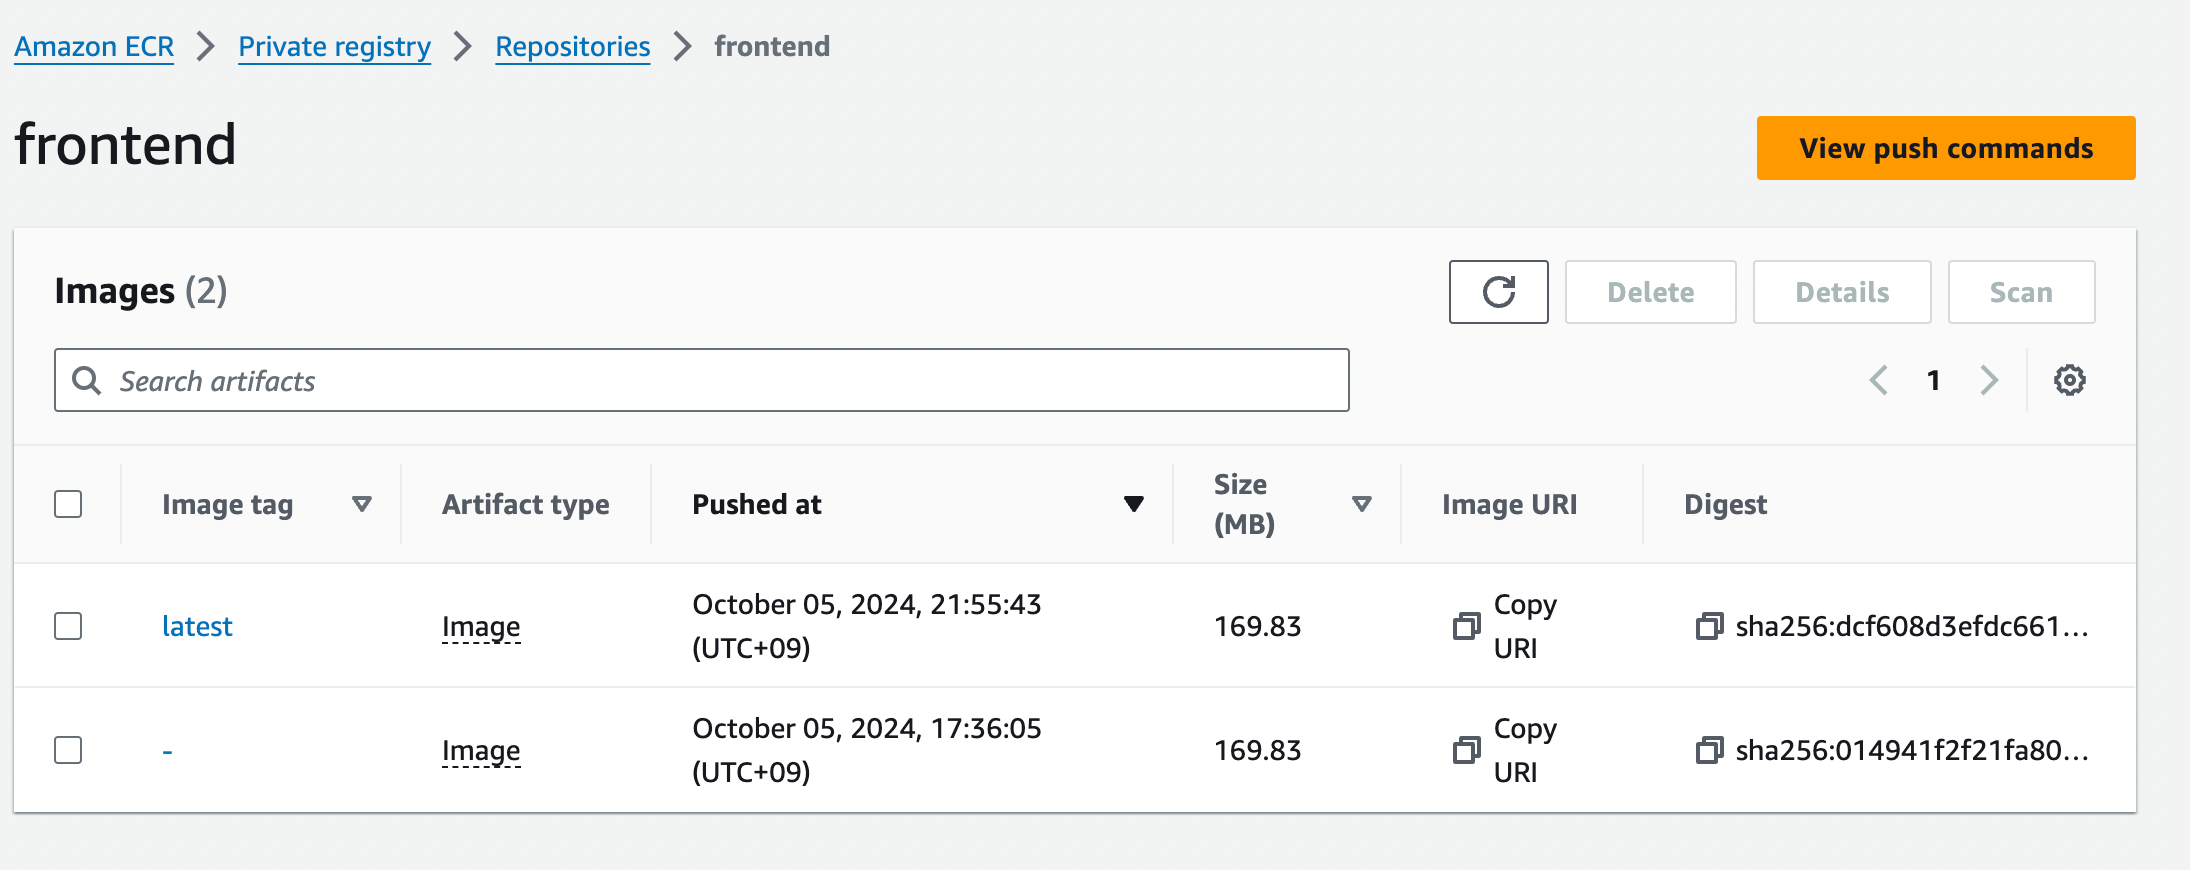 Amazon ECR Private registry Repositories frontend
frontend
View push commands
Images (2)
Delete Details Scan
Search artifacts
1
Image tag Artifact type Pushed at Size (MB) Image URI Digest
latest Image October 05, 2024, 21:55:43 (UTC+09) 169.83 Copy URI sha256:dcf608d3efdc661...
- Image October 05, 2024, 17:36:05 (UTC+09) 169.83 Copy URI sha256:014941f2f21fa80...